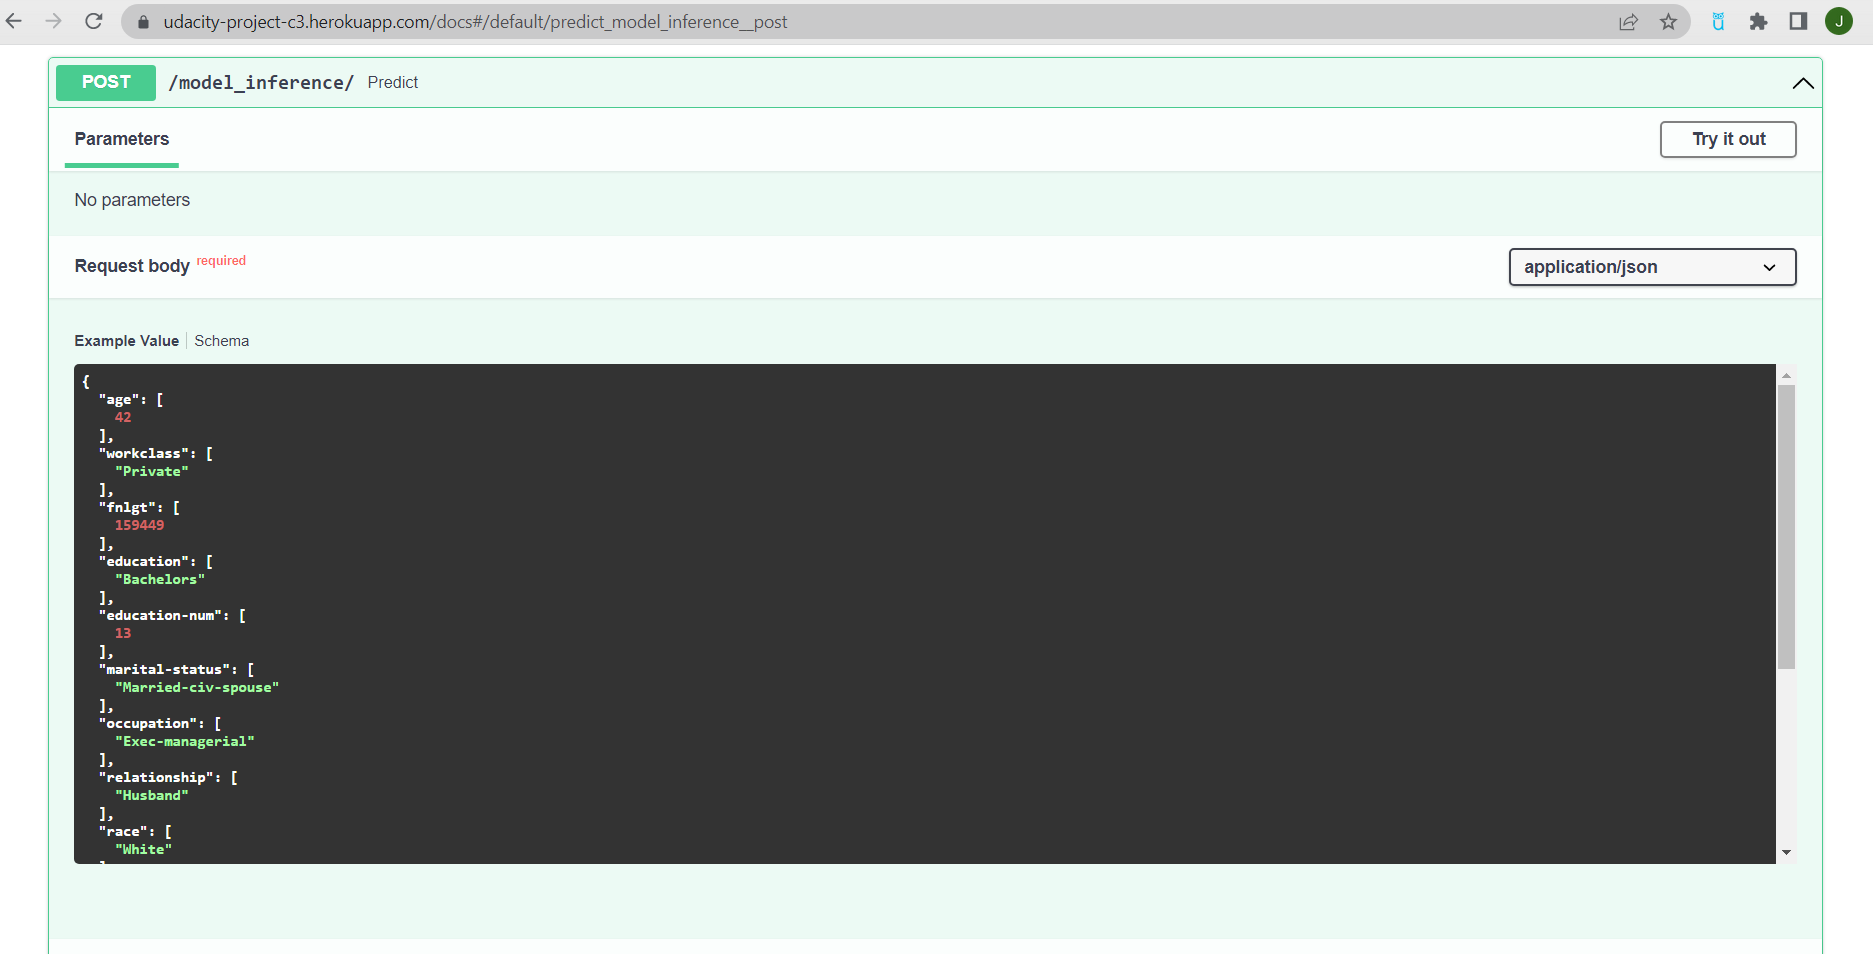 udacity-project-c3.herokuapp.com/docs#/default/predict_model_inference__post
J
POST /model_inference/ Predict
Parameters
Try it out
No parameters
Request body required
application/json
Example Value Schema
{
"age": [
42
],
"workclass": [
"Private"
],
"fnlgt": [
159449
],
"education": [
"Bachelors"
],
"education-num": [
13
],
"marital-status": [
"Married-civ-spouse"
],
"occupation": [
"Exec-managerial"
],
"relationship": [
"Husband"
],
"race": [
"White"